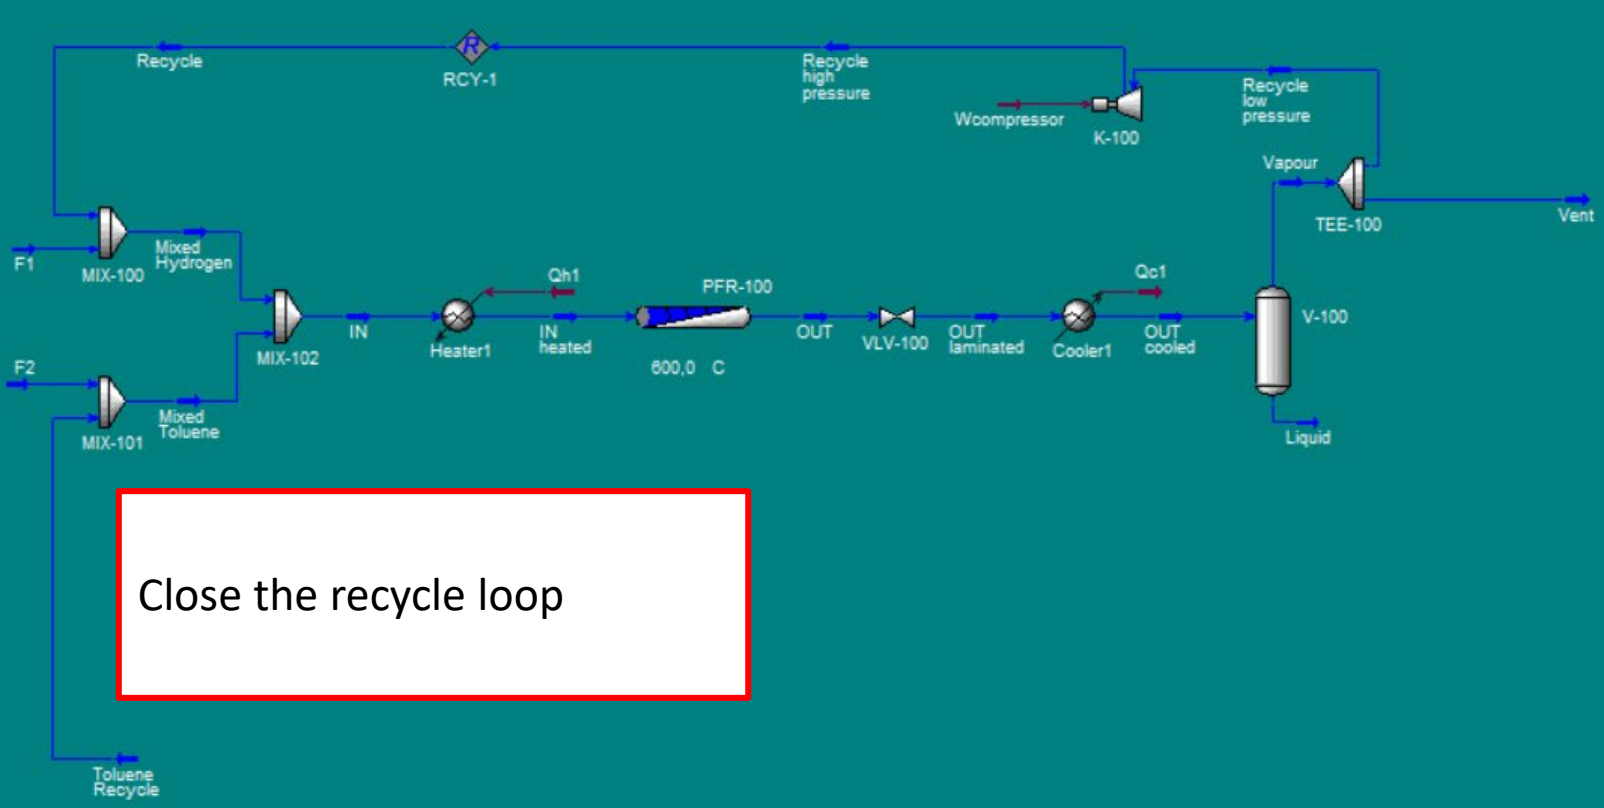 Recycle
RCY-1
Recycle
high
pressure
Recycle
low
pressure
Wcompressor
K-100
Vapour
TEE-100
Vent
F1
MIX-100
Mixed
Hydrogen
Qh1
PFR-100
Qc1
V-100
IN
IN
heated
OUT
VLV-100
OUT
laminated
OUT
cooled
Heater1
Cooler1
MIX-102
600,0 C
F2
Mixed
Toluene
MIX-101
Liquid
Close the recycle loop
Toluene
Recycle
R